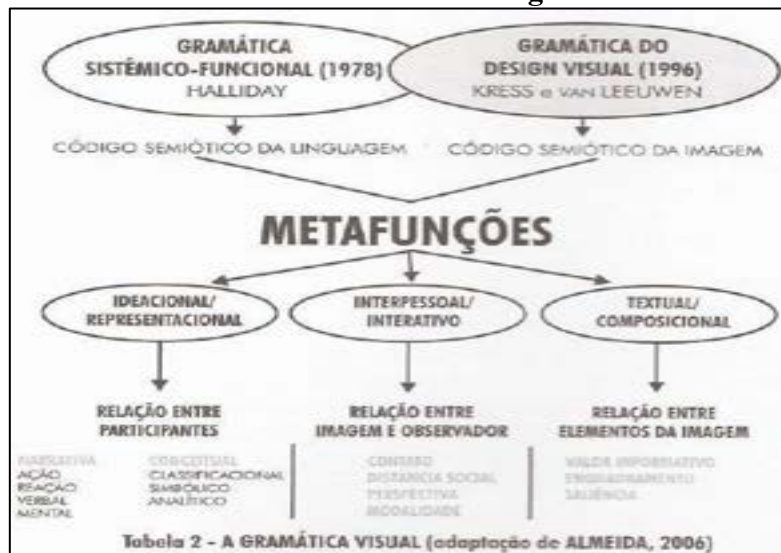 GRAMÁTICA
SISTÊMICO-FUNCIONAL (1978)
HALLIDAY
GRAMÁTICA DO
DESIGN VISUAL (1996)
KRESS e VAN LEEUWEN
CÓDIGO SEMIÓTICO DA LINGUAGEM
CÓDIGO SEMIÓTICO DA IMAGEM
METAFUNÇÕES
IDEACIONAL/
REPRESENTACIONAL
INTERPESSOAL/
INTERATIVO
TEXTUAL/
COMPOSICIONAL
RELAÇÃO ENTRE
PARTICIPANTES
RELAÇÃO ENTRE
IMAGEM E OBSERVADOR
RELAÇÃO ENTRE
ELEMENTOS DA IMAGEM
NARRATIVA
AÇÃO
REAÇÃO
VERBAL
MENTAL
CLASSIFICACIONAL
SIMBÓLICO
ANALÍTICO
CONTATO
DISTANCIA SOCIAL
PERSPECTIVA
MODALIDADE
VALOR INFORMATIVO
ENQUADRAMENTO
SALIÊNCIA
Tabela 2 - A GRAMÁTICA VISUAL (adaptação de ALMEIDA, 2006)